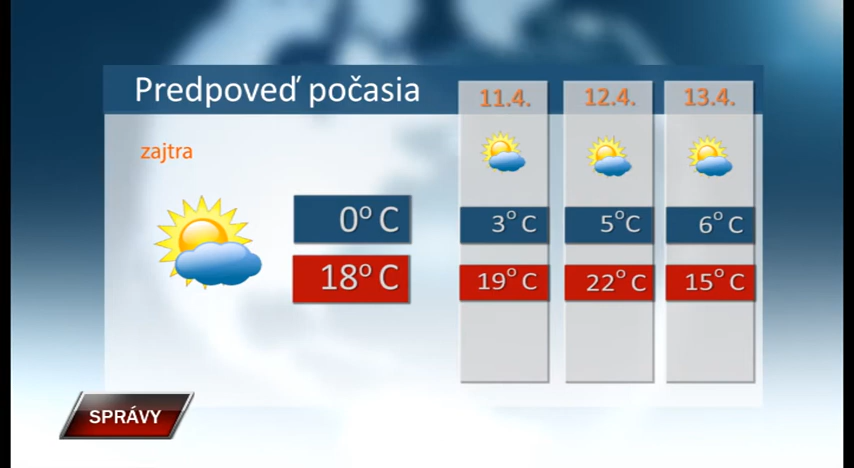 Predpoveď počasia
zajtra
0° C
18° C
11.4.
3° C
19° C
12.4.
5°C
22° C
13.4.
6° C
15° C
SPRÁVY